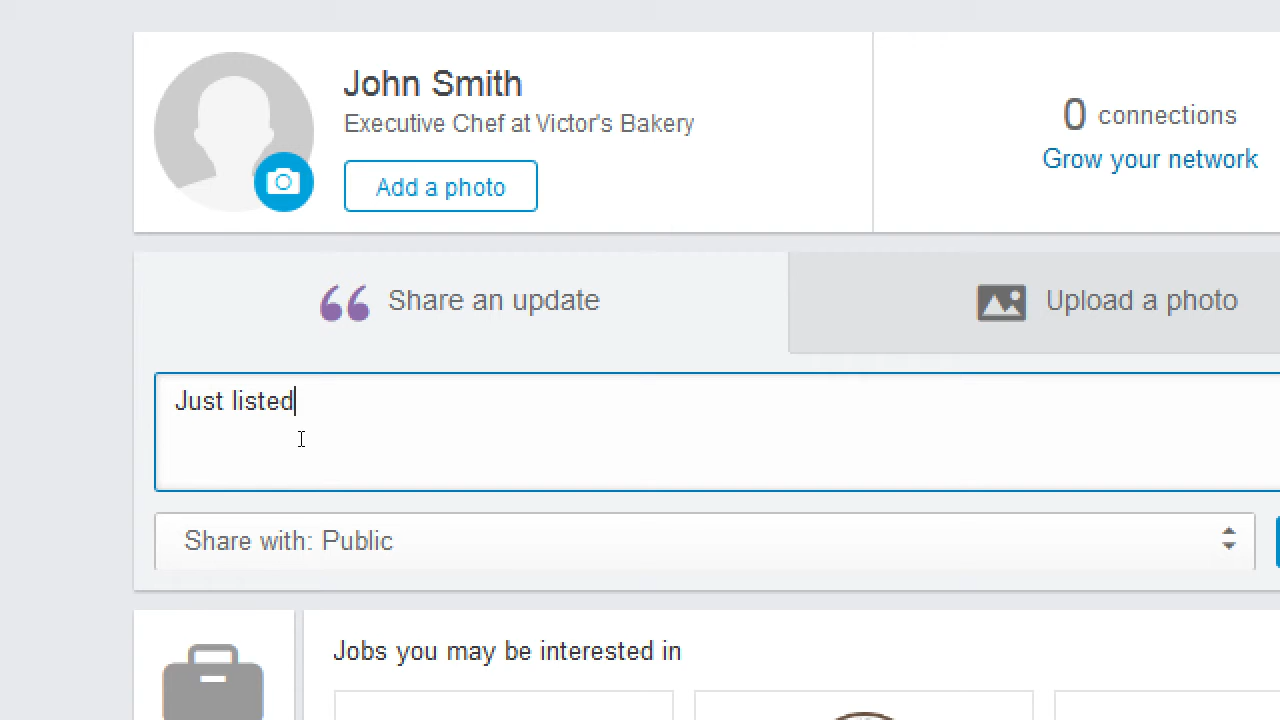 John Smith
Executive Chef at Victor's Bakery
Add a photo
0 connections
Grow your network
Share an update
Upload a photo
Just listed
Share with: Public
Jobs you may be interested in